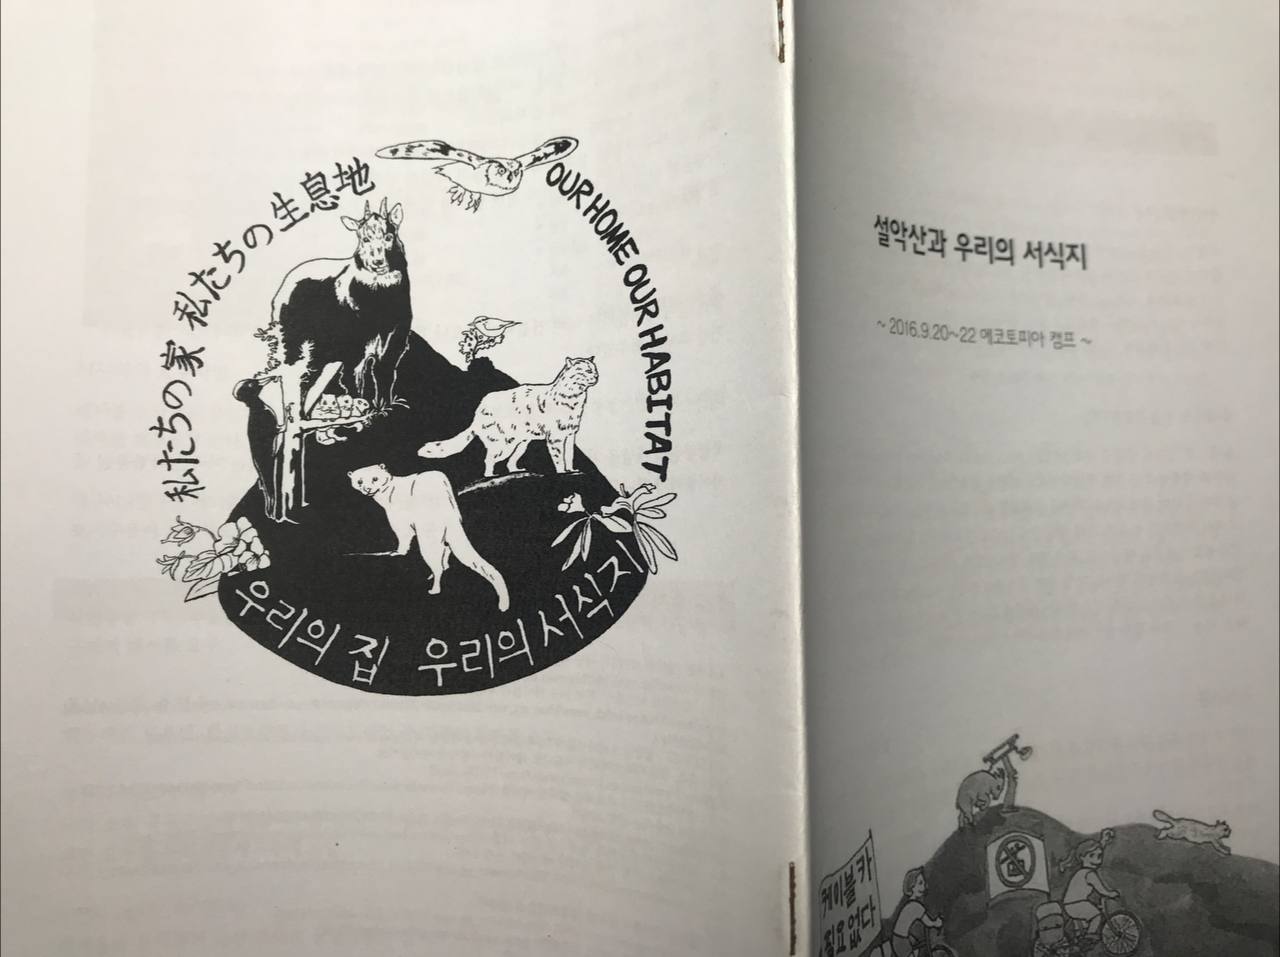 私たちの家 私たちの生息地
OUR HOME OUR HABITAT
우리의 집 우리의 서식지
설악산과 우리의 서식지
~ 2016.9.20~22 에코토피아 캠프 ~
케이블카
필요없다